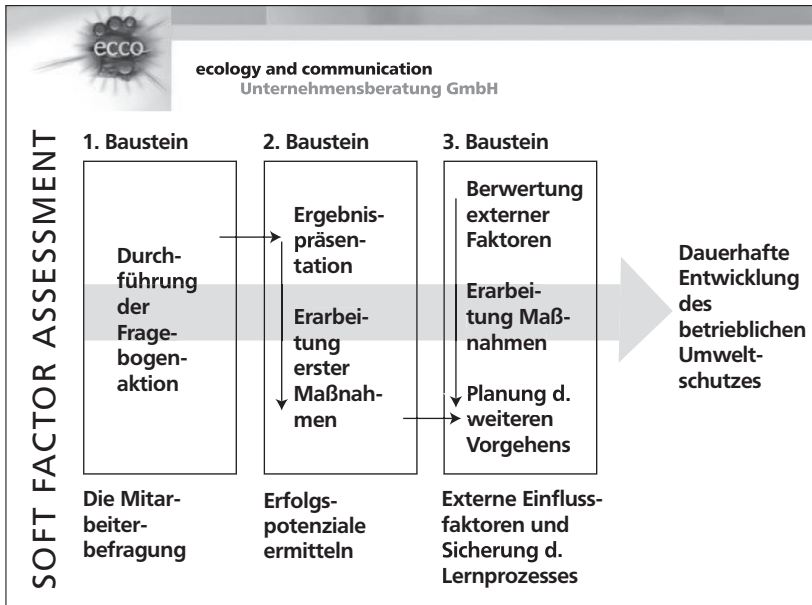 ecco
ecology and communication
Unternehmensberatung GmbH
SOFT FACTOR ASSESSMENT
1. Baustein
Durch-
führung
der
Frage-
bogen-
aktion
Die Mitar-
beiter-
befragung
2. Baustein
Ergebnis-
präsen-
tation
Erarbei-
tung
erster
Maßnah-
men
Erfolgs-
potenziale
ermitteln
3. Baustein
Berwertung
externer
Faktoren
Erarbei-
tung Maß-
nahmen
Planung d.
weiteren
Vorgehens
Externe Einfluss-
faktoren und
Sicherung d.
Lernprozesses
Dauerhafte
Entwicklung
des
betrieblichen
Umwelt-
schutzes